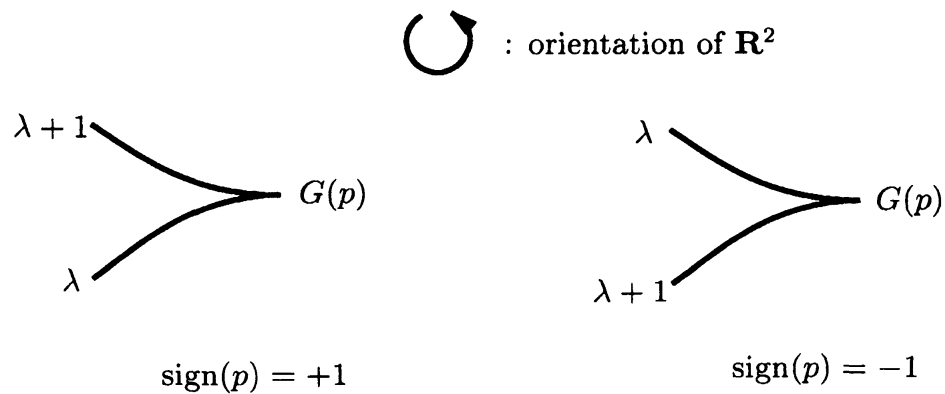 : orientation of R²
λ + 1
λ
G(p)
λ
G(p)
λ
λ + 1
sign(p) = +1
sign(p) = −1